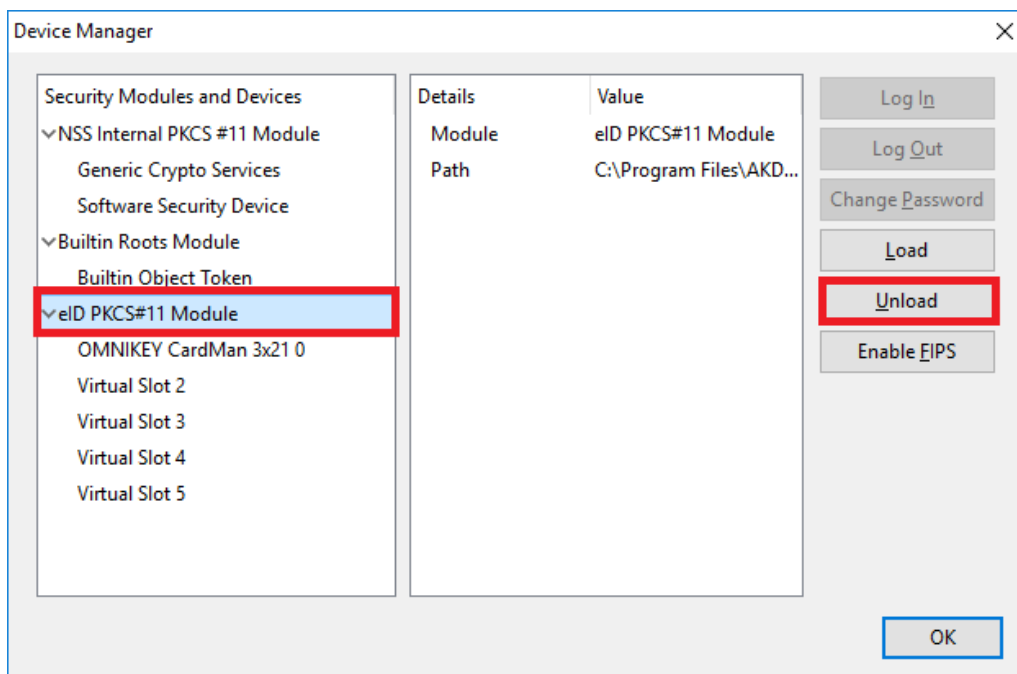 Device Manager
Security Modules and Devices
NSS Internal PKCS #11 Module
Generic Crypto Services
Software Security Device
Builtin Roots Module
Builtin Object Token
eID PKCS#11 Module
OMNIKEY CardMan 3x21 0
Virtual Slot 2
Virtual Slot 3
Virtual Slot 4
Virtual Slot 5
Details Value
Module eID PKCS#11 Module
Path C:\Program Files\AKD...
Log In
Log Out
Change Password
Load
Unload
Enable FIPS
OK